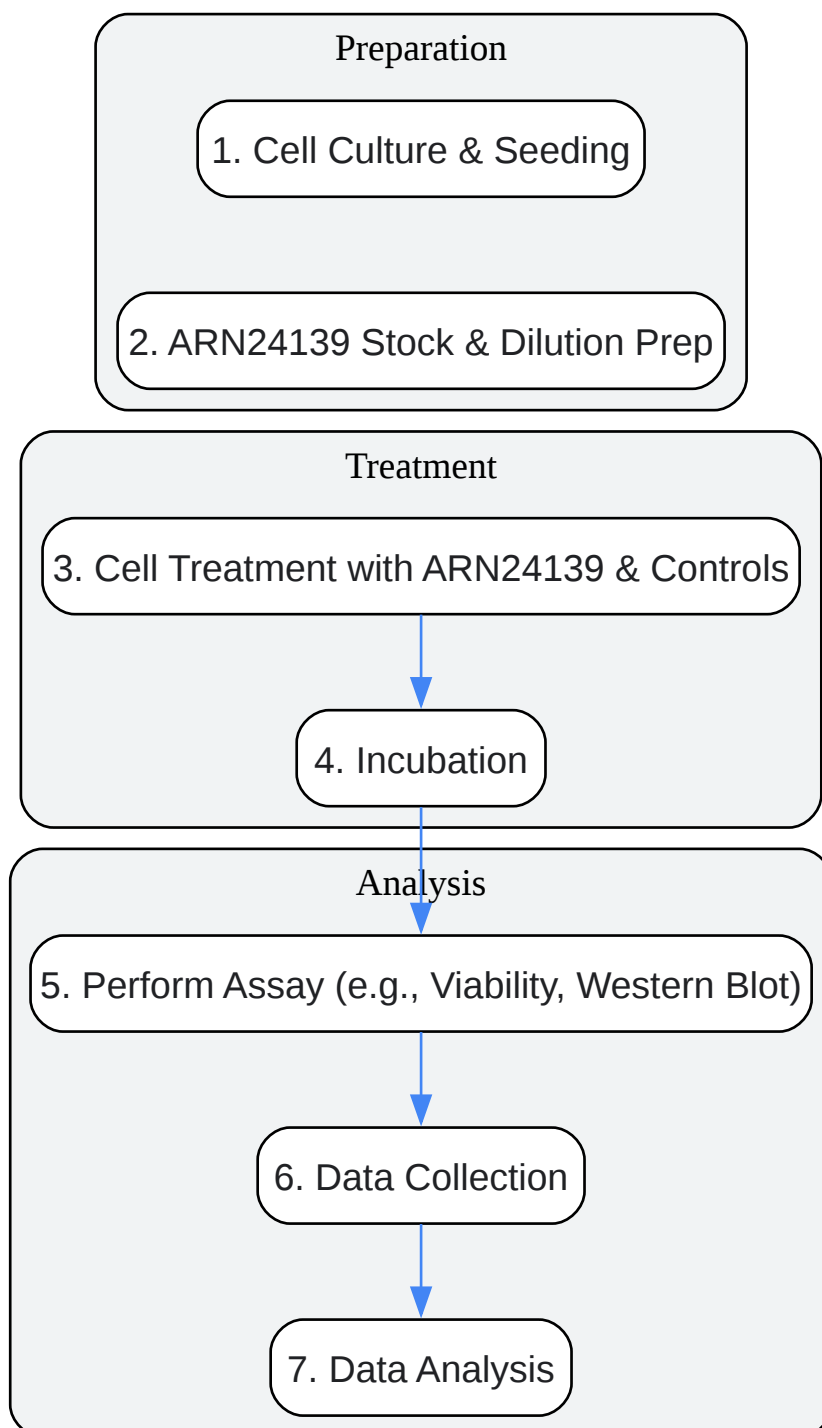 Preparation
1. Cell Culture & Seeding
2. ARN24139 Stock & Dilution Prep
Treatment
3. Cell Treatment with ARN24139 & Controls
4. Incubation
Analysis
5. Perform Assay (e.g., Viability, Western Blot)
6. Data Collection
7. Data Analysis